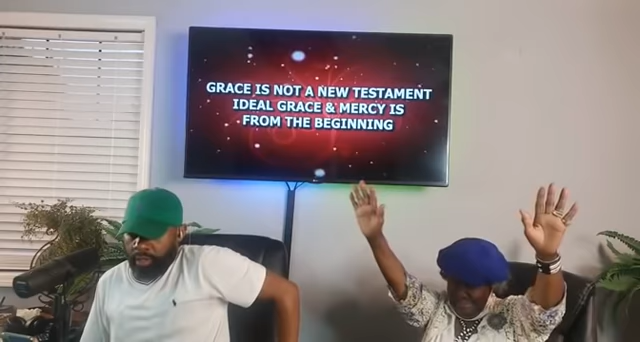 GRACE IS NOT A NEW TESTAMENT
IDEAL GRACE & MERCY IS
FROM THE BEGINNING